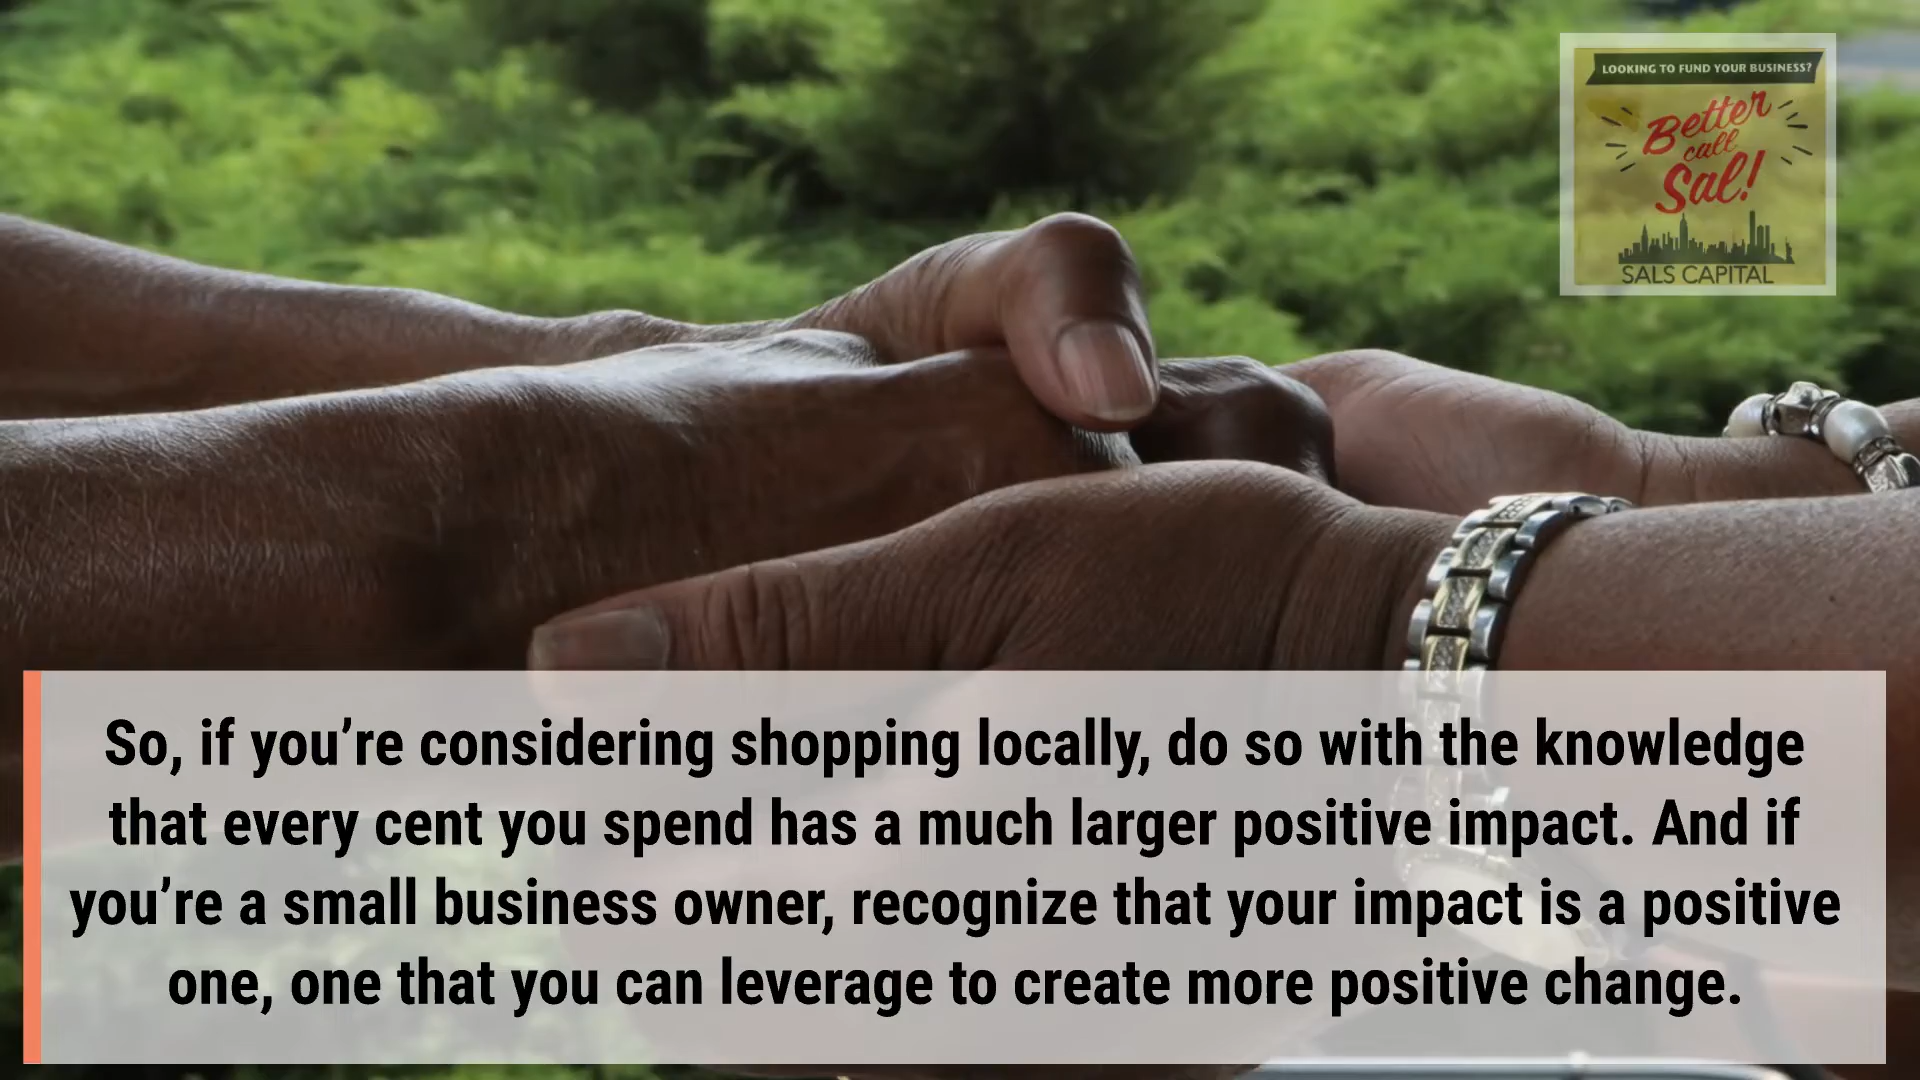 LOOKING TO FUND YOUR BUSINESS?
Better
call
Sal!
SALS CAPITAL
So, if you’re considering shopping locally, do so with the knowledge
that every cent you spend has a much larger positive impact. And if
you’re a small business owner, recognize that your impact is a positive
one, one that you can leverage to create more positive change.